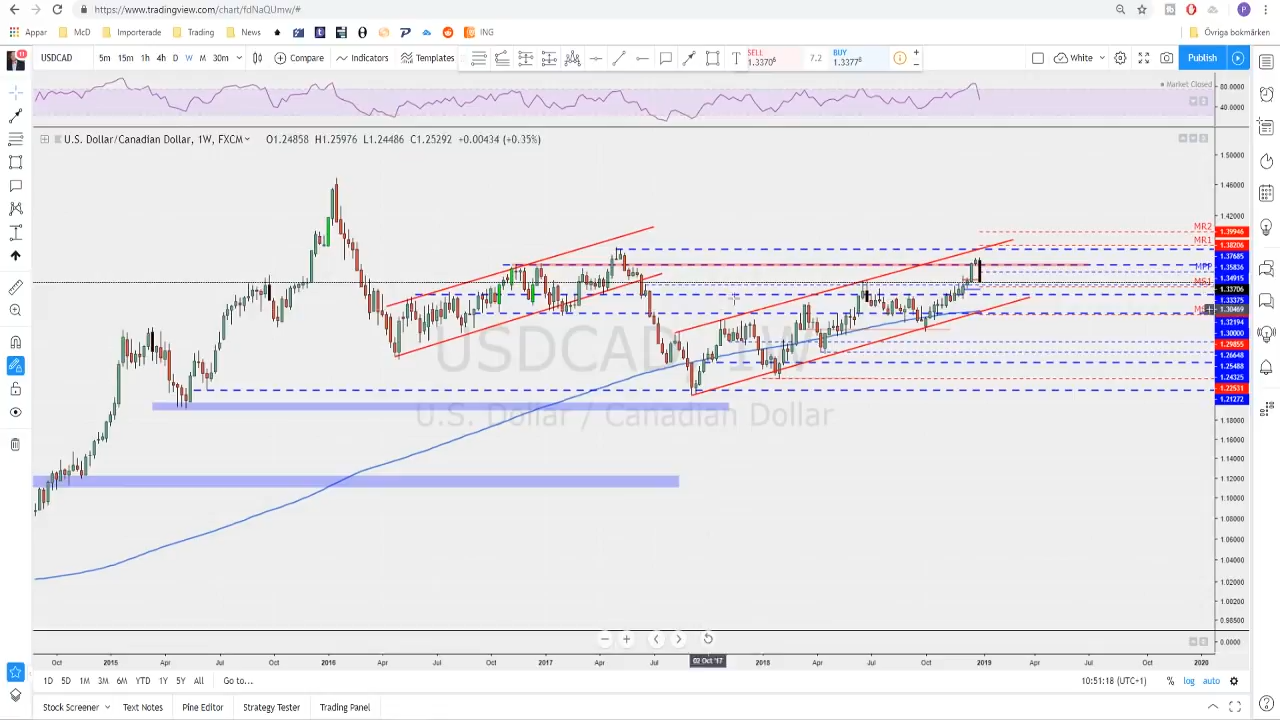 https://www.tradingview.com/chart/fdNaQUmw/#
Appar McD Importerade Trading News ING Övriga bokmärken
USDCAD 5m 15m 1h 4h D W W 30m Compare Indicators Templates SELL 1.3370⁵ 7.2 BUY 1.3377⁸ White Publish
Market Closed
80.0000
40.0000
U.S. Dollar/Canadian Dollar, 1W, FXCM O1.24858 H1.25976 L1.24486 C1.25292 +0.00434 (+0.35%)
1.50000
1.46000
1.42000
MR2 1.39946
MR1 1.38206
1.37685
MPP 1.35836
1.34915
MS1 1.33706
1.33375
1.30469
1.32194
1.30000
1.29855
1.26648
1.25488
1.24325
1.22531
1.21272
USDCAD, 1W
U.S. Dollar / Canadian Dollar
1.18000
1.16000
1.14000
1.12000
1.10000
1.08000
1.06000
1.04000
1.02000
1.00200
0.98500
0.0000
Oct 2015 Apr Jul Oct 2016 Apr Jul Oct 2017 Apr Jul 02 Oct '17 2018 Apr Jul Oct 2019 Apr Jul Oct 2020
1D 5D 1M 3M 6M YTD 1Y 5Y All Go to... 10:51:18 (UTC+1) % log auto
Stock Screener Text Notes Pine Editor Strategy Tester Trading Panel